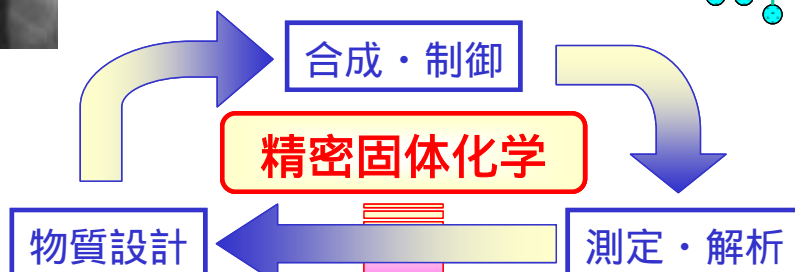 合成・制御
精密固体化学
物質設計
測定・解析